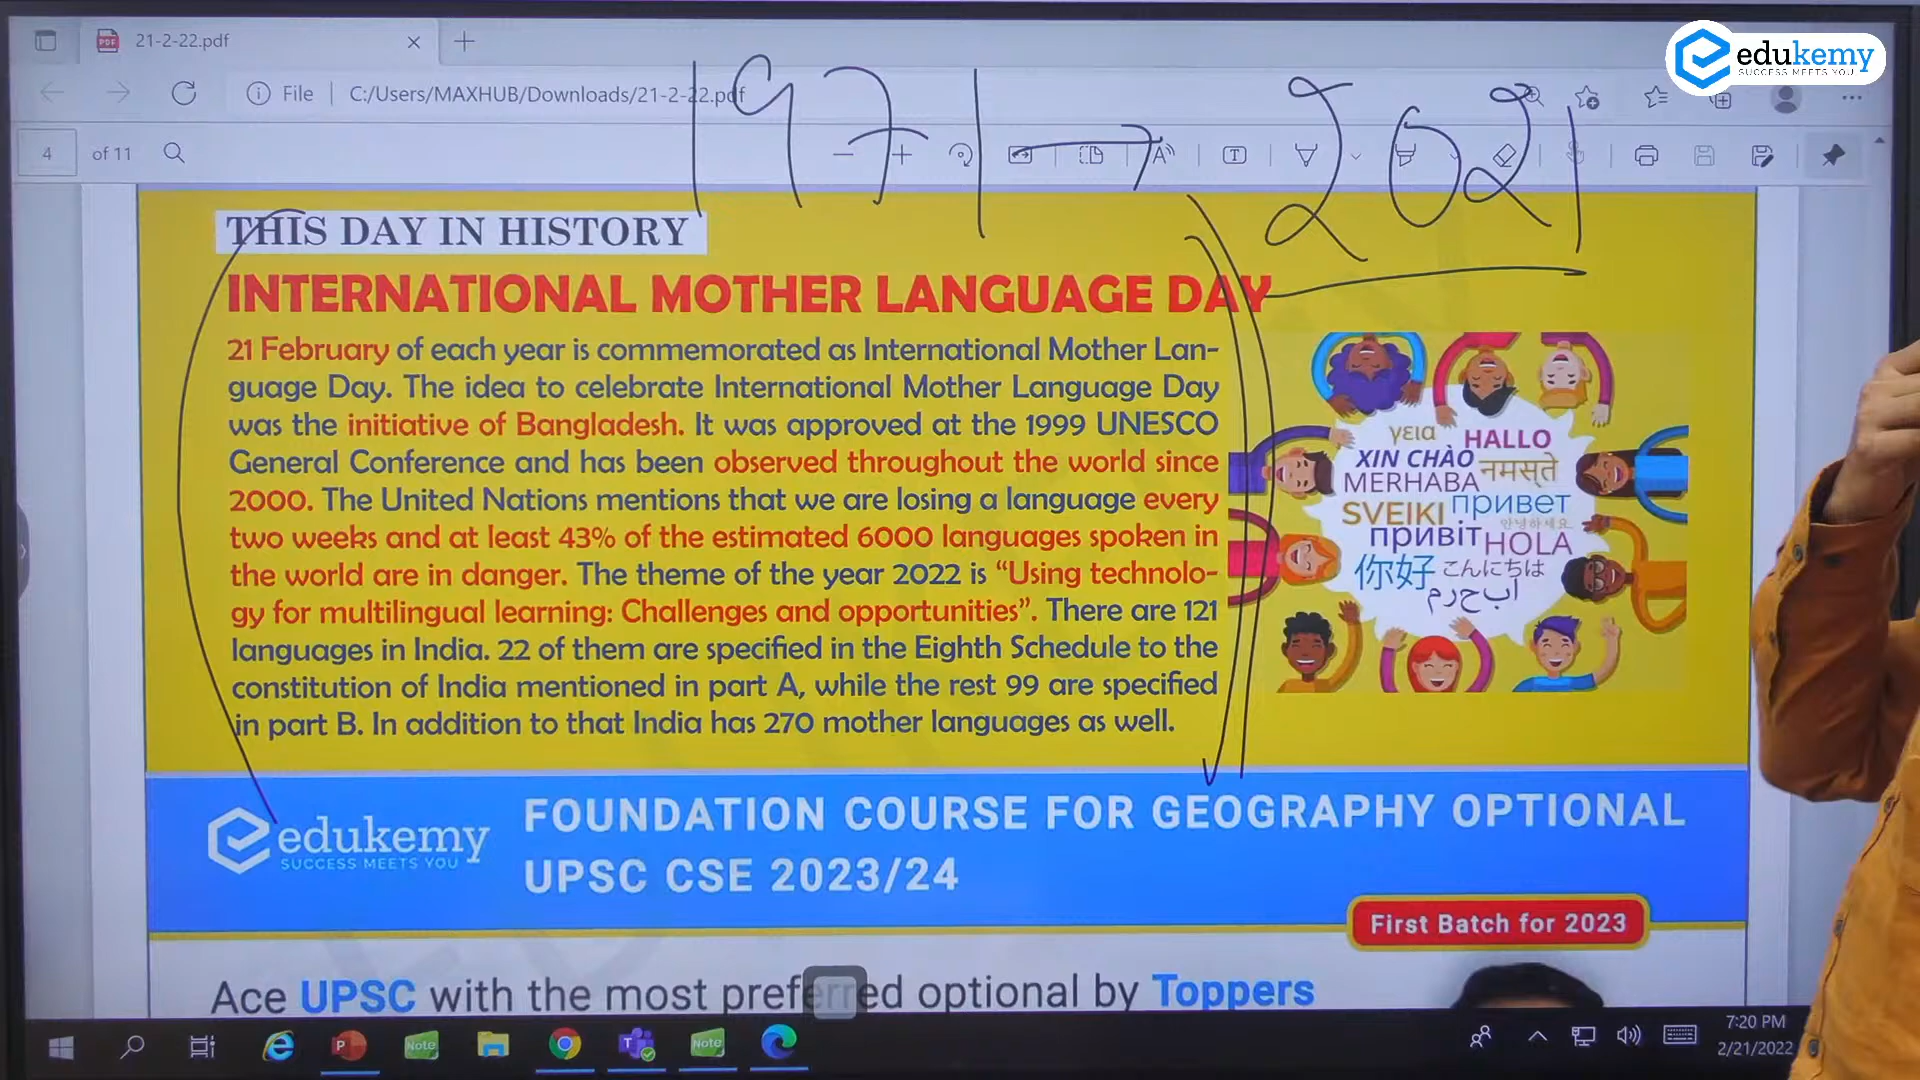 21-2-22.pdf
edukemy
SUCCESS MEETS YOU
File
C:/Users/MAXHUB/Downloads/21-2-22.pdf
1971 → 2021
4
of 11
THIS DAY IN HISTORY
INTERNATIONAL MOTHER LANGUAGE DAY
21 February of each year is commemorated as International Mother Lan-
guage Day. The idea to celebrate International Mother Language Day
was the initiative of Bangladesh. It was approved at the 1999 UNESCO
General Conference and has been observed throughout the world since
2000. The United Nations mentions that we are losing a language every
two weeks and at least 43% of the estimated 6000 languages spoken in
the world are in danger. The theme of the year 2022 is “Using technolo-
gy for multilingual learning: Challenges and opportunities”. There are 121
languages in India. 22 of them are specified in the Eighth Schedule to the
constitution of India mentioned in part A, while the rest 99 are specified
in part B. In addition to that India has 270 mother languages as well.
γεια HALLO
XIN CHÀO नमस्ते
MERHABA
SVEIKI привет
안녕하세요
привіт HOLA
你好 こんにちは
edukemy
SUCCESS MEETS YOU
FOUNDATION COURSE FOR GEOGRAPHY OPTIONAL
UPSC CSE 2023/24
First Batch for 2023
Ace UPSC with the most preferred optional by Toppers
Note
Note
7:20 PM
2/21/2022